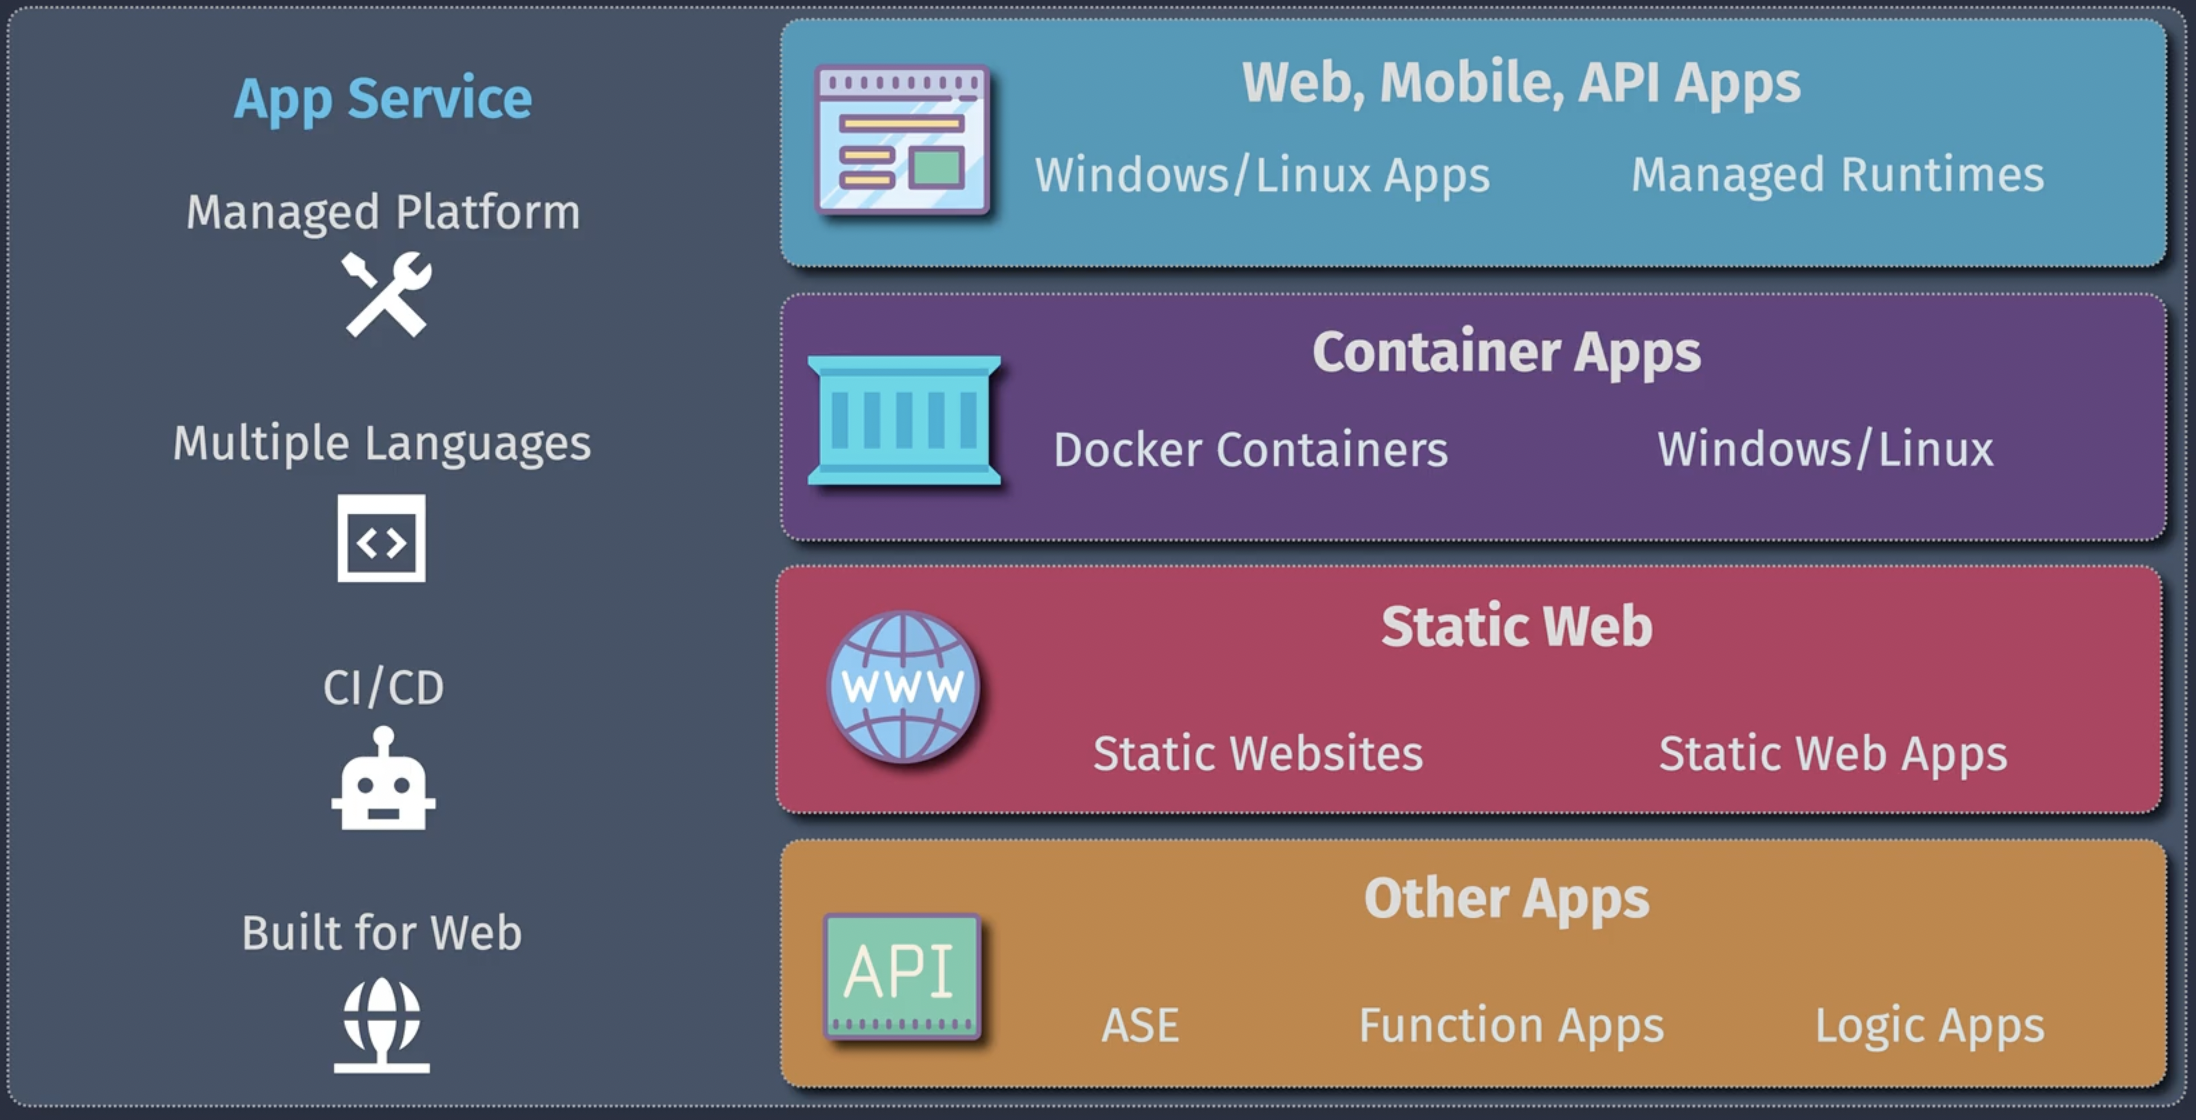 App Service
Managed Platform
Multiple Languages
CI/CD
Built for Web
Web, Mobile, API Apps
Windows/Linux Apps
Managed Runtimes
Container Apps
Docker Containers
Windows/Linux
Static Web
WWW
Static Websites
Static Web Apps
Other Apps
API
ASE
Function Apps
Logic Apps